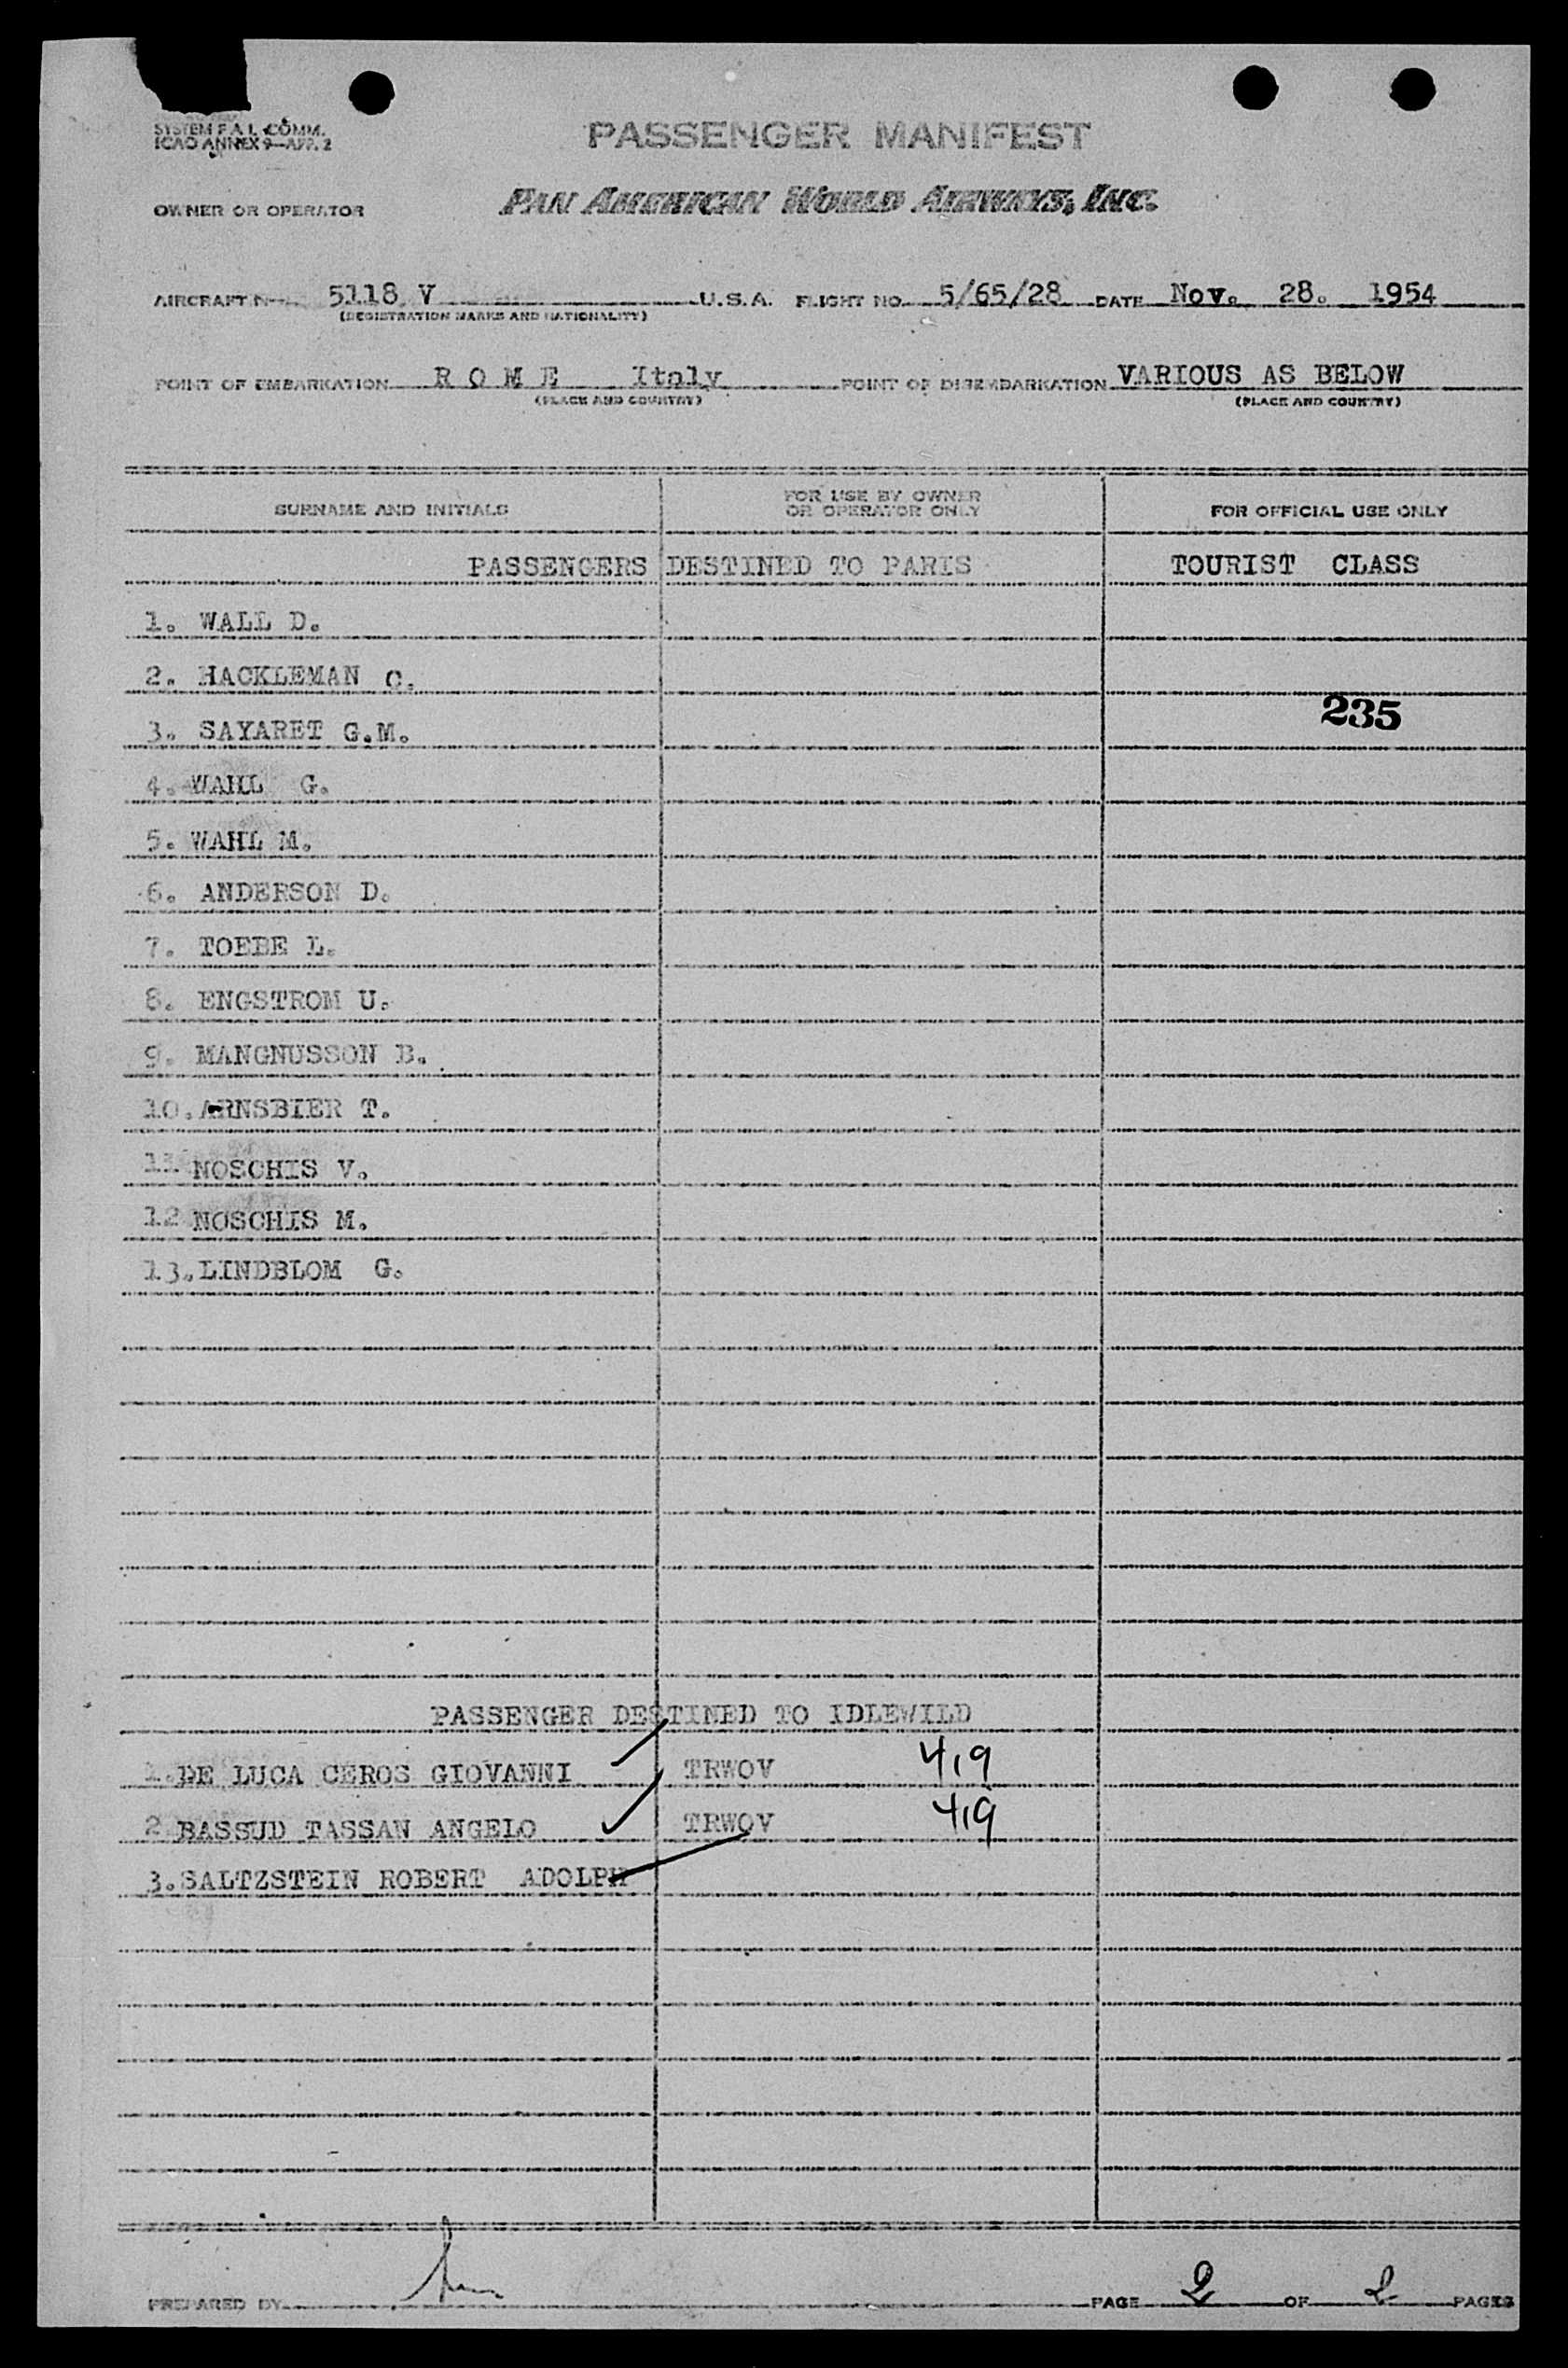 SYSTEM F.A.L. COMM.
ICAO ANNEX 9—APP. 2
PASSENGER MANIFEST
OWNER OR OPERATOR PAN AMERICAN WORLD AIRWAYS, INC.
AIRCRAFT N- 5118 V U.S.A. FLIGHT NO. 5/65/28 DATE Nov. 28. 1954
(REGISTRATION MARKS AND NATIONALITY)
POINT OF EMBARKATION R O M E Italy POINT OF DISEMBARKATION VARIOUS AS BELOW
(PLACE AND COUNTRY) (PLACE AND COUNTRY)
SURNAME AND INITIALS FOR USE BY OWNER OR OPERATOR ONLY FOR OFFICIAL USE ONLY
PASSENGERS DESTINED TO PARIS TOURIST CLASS
1. WALL D.
2. HACKLEMAN C.
235
3. SAYARET G.M.
4. WAHL G.
5. WAHL M.
6. ANDERSON D.
7. TOEBE L.
8. ENGSTROM U.
9. MANGNUSSON B.
10. ARNSBIER T.
11 NOSCHIS V.
12 NOSCHIS M.
13. LINDBLOM G.
PASSENGER DESTINED TO IDLEWILD
1. DE LUCA CEROS GIOVANNI TRWOV 419
2 BASSUD TASSAN ANGELO TRWOV 419
3. SALTZSTEIN ROBERT ADOLPH
PREPARED BY PAGE 2 OF 2 PAGES